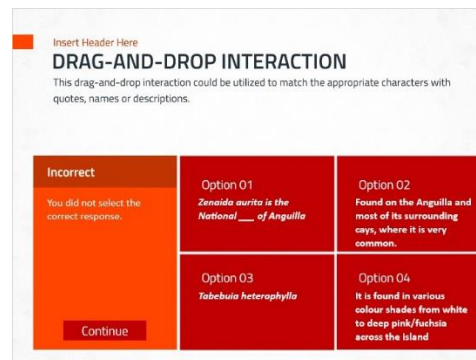 Insert Header Here
DRAG-AND-DROP INTERACTION
This drag-and-drop interaction could be utilized to match the appropriate characters with
quotes, names or descriptions.
Incorrect
You did not select the
correct response.
Continue
Option 01
Zenaida aurita is the
National ___ of Anguilla
Option 02
Found on the Anguilla and
most of its surrounding
cays, where it is very
common.
Option 03
Tabebuia heterophylla
Option 04
It is found in various
colour shades from white
to deep pink/fuchsia
across the island